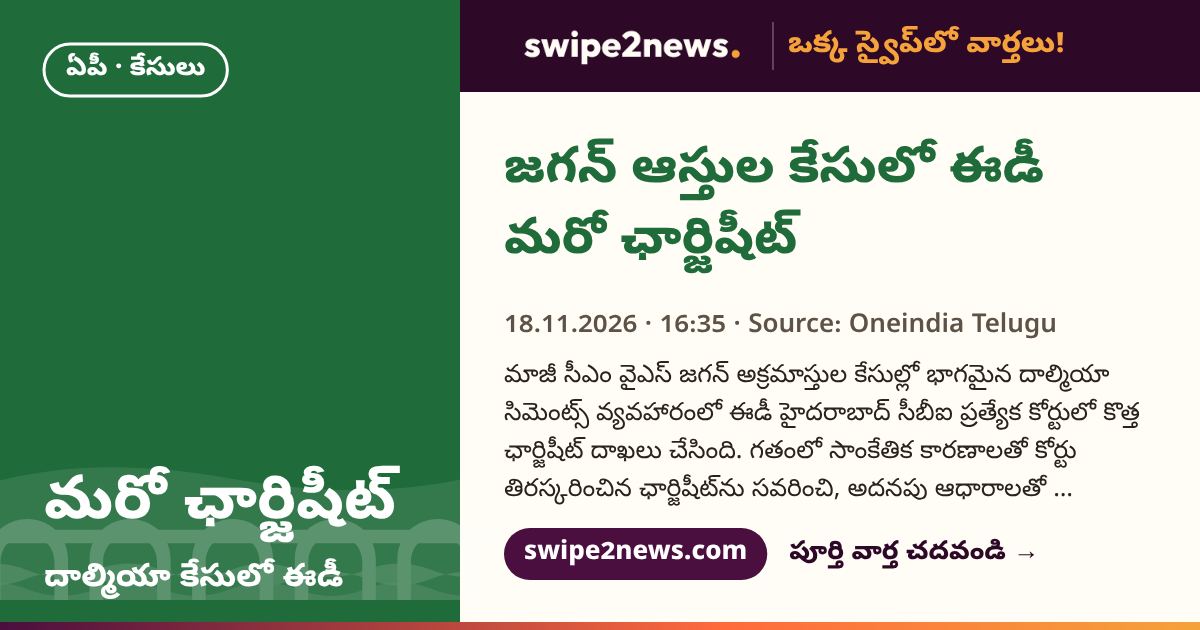 ఏపీ · కేసులు
మరో ఛార్జిషీట్
దాల్మియా కేసులో ఈడీ
swipe2news. ఒక్క స్వైప్‌లో వార్తలు!
జగన్ ఆస్తుల కేసులో ఈడీ
మరో ఛార్జిషీట్
18.11.2026 · 16:35 · Source: Oneindia Telugu
మాజీ సీఎం వైఎస్ జగన్ అక్రమాస్తుల కేసుల్లో భాగమైన దాల్మియా
సిమెంట్స్ వ్యవహారంలో ఈడీ హైదరాబాద్ సీబీఐ ప్రత్యేక కోర్టులో కొత్త
ఛార్జిషీట్ దాఖలు చేసింది. గతంలో సాంకేతిక కారణాలతో కోర్టు
తిరస్కరించిన ఛార్జిషీట్‌ను సవరించి, అదనపు ఆధారాలతో ...
swipe2news.com పూర్తి వార్త చదవండి →